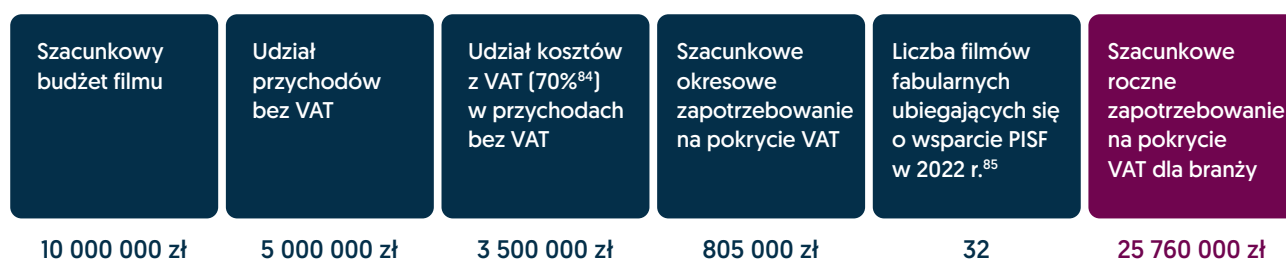 Szacunkowy
budżet filmu
Udział
przychodów
bez VAT
Udział kosztów
z VAT (70%⁸⁴)
w przychodach
bez VAT
Szacunkowe
okresowe
zapotrzebowanie
na pokrycie VAT
Liczba filmów
fabularnych
ubiegających się
o wsparcie PISF
w 2022 r.⁸⁵
Szacunkowe
roczne
zapotrzebowanie
na pokrycie
VAT dla branży
10 000 000 zł
5 000 000 zł
3 500 000 zł
805 000 zł
32
25 760 000 zł